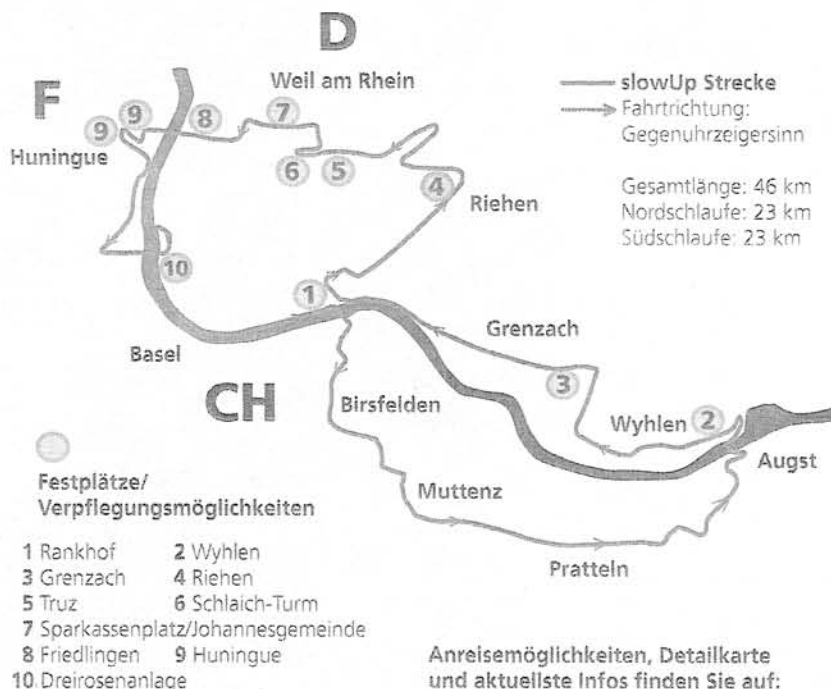 D
Weil am Rhein
F
9 9 8 7
Huningue
6 5 4
Riehen
slowUp Strecke
Fahrtrichtung:
Gegenuhrzeigersinn
Gesamtlänge: 46 km
Nordschlaufe: 23 km
Südschlaufe: 23 km
10
1
Basel
CH
Grenzach
3
Birsfelden
Wyhlen 2
Augst
Muttenz
Pratteln
Festplätze/
Verpflegungsmöglichkeiten
1 Rankhof 2 Wyhlen
3 Grenzach 4 Riehen
5 Truz 6 Schlaich-Turm
7 Sparkassenplatz/Johannesgemeinde
8 Friedlingen 9 Huningue
10 Dreirosenanlage
Anreisemöglichkeiten, Detailkarte
und aktuellste Infos finden Sie auf: